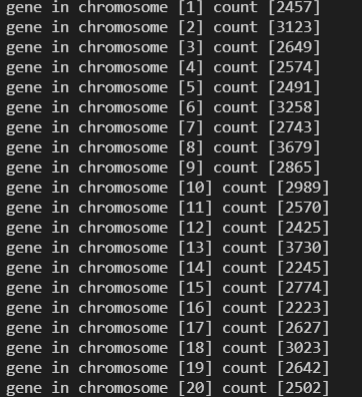 gene in chromosome [1] count [2457]
gene in chromosome [2] count [3123]
gene in chromosome [3] count [2649]
gene in chromosome [4] count [2574]
gene in chromosome [5] count [2491]
gene in chromosome [6] count [3258]
gene in chromosome [7] count [2743]
gene in chromosome [8] count [3679]
gene in chromosome [9] count [2865]
gene in chromosome [10] count [2989]
gene in chromosome [11] count [2570]
gene in chromosome [12] count [2425]
gene in chromosome [13] count [3730]
gene in chromosome [14] count [2245]
gene in chromosome [15] count [2774]
gene in chromosome [16] count [2223]
gene in chromosome [17] count [2627]
gene in chromosome [18] count [3023]
gene in chromosome [19] count [2642]
gene in chromosome [20] count [2502]